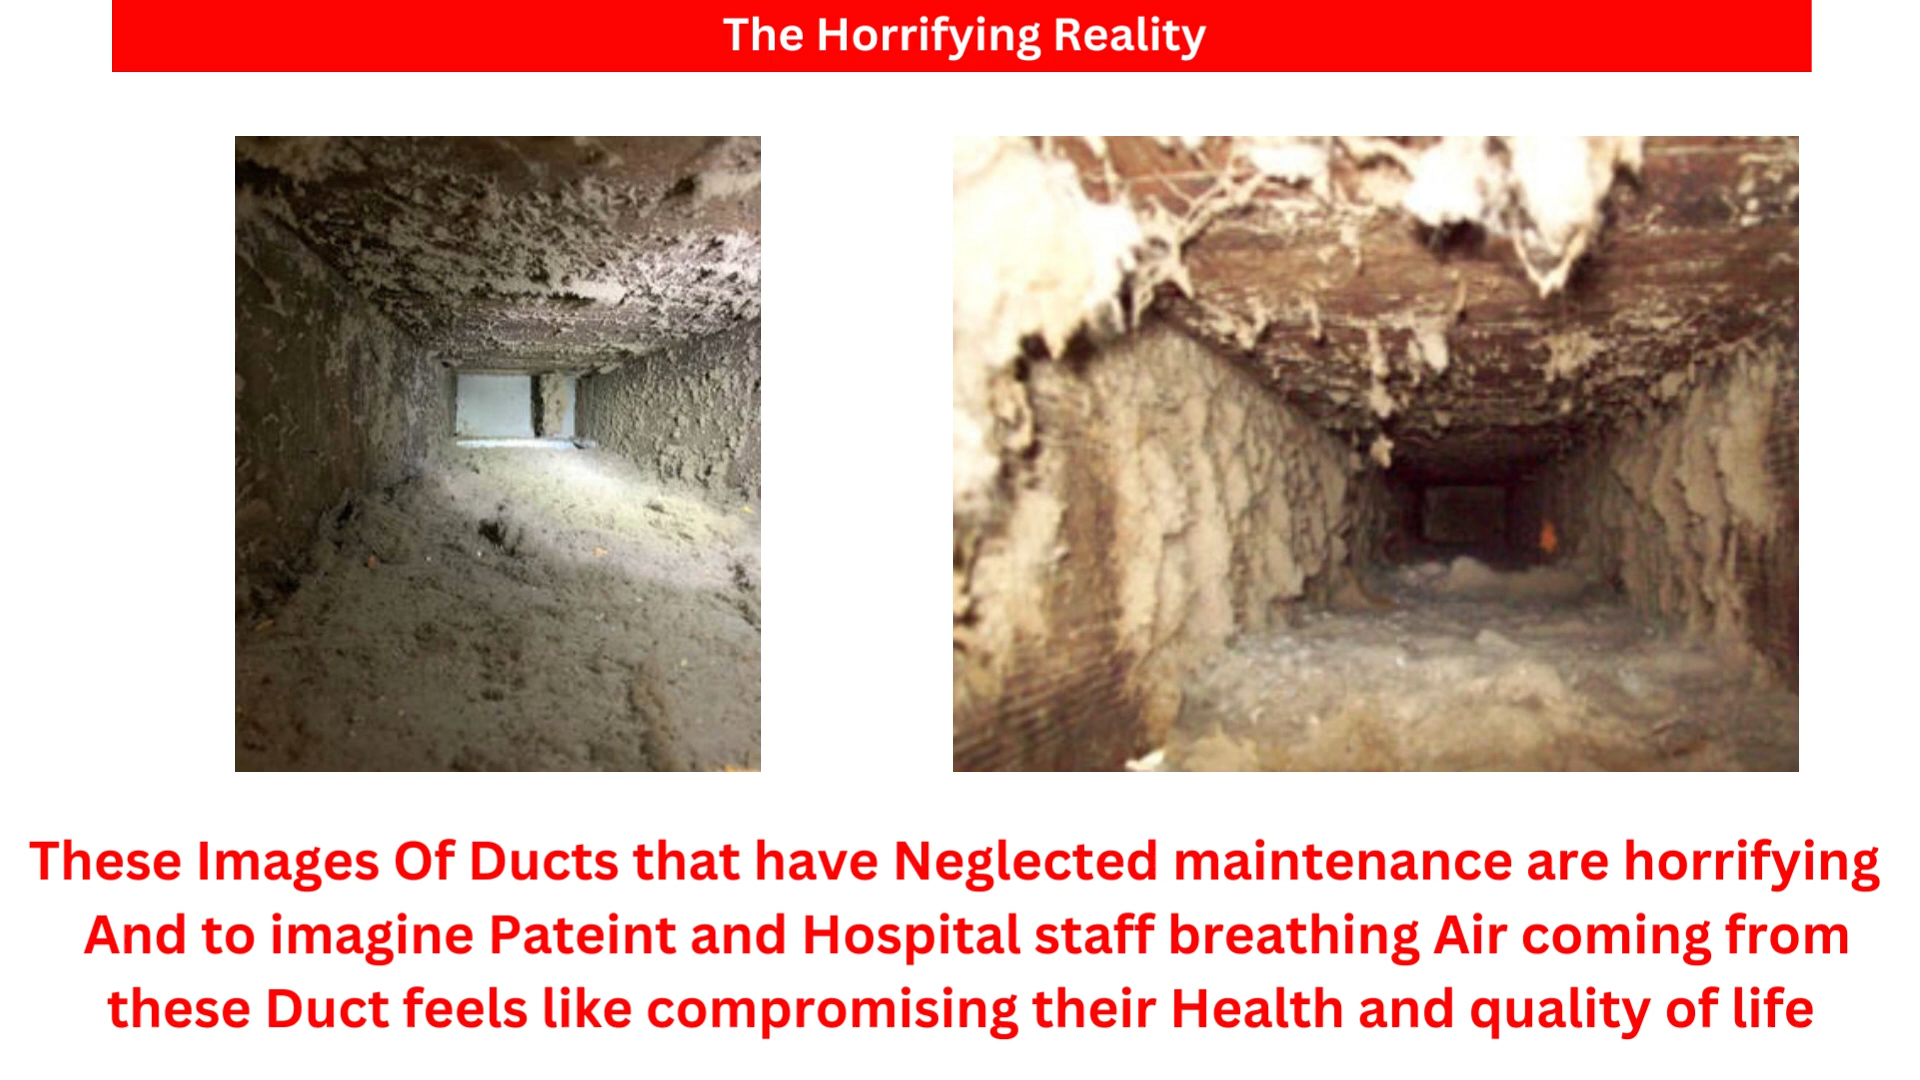 The Horrifying Reality
These Images Of Ducts that have Neglected maintenance are horrifying
And to imagine Pateint and Hospital staff breathing Air coming from
these Duct feels like compromising their Health and quality of life